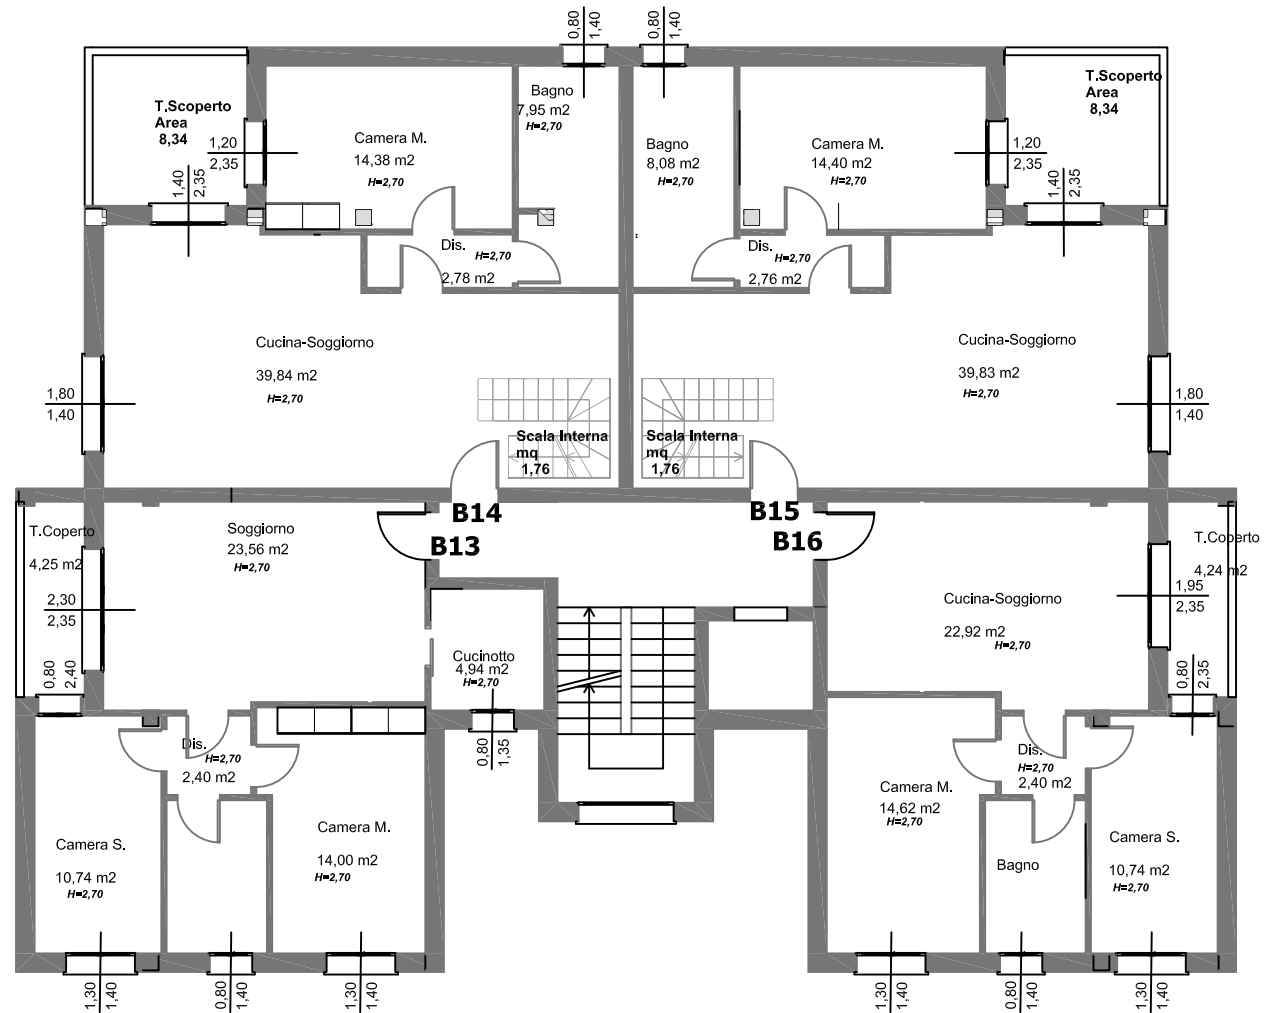 0,80
1,40
0,80
1,40
T.Scoperto
Area
8,34
1,20
2,35
1,40
2,35
Camera M.
14,38 m2
H=2,70
Bagno
7,95 m2
H=2,70
Bagno
8,08 m2
H=2,70
Camera M.
14,40 m2
H=2,70
T.Scoperto
Area
8,34
1,20
2,35
1,40
2,35
Dis.
H=2,70
2,78 m2
Dis.
H=2,70
2,76 m2
Cucina-Soggiorno
39,84 m2
H=2,70
Cucina-Soggiorno
39,83 m2
H=2,70
1,80
1,40
1,80
1,40
Scala Interna
mq
1,76
Scala Interna
mq
1,76
B14
B13
B15
B16
T.Coperto
4,25 m2
2,30
2,35
0,80
2,40
Soggiorno
23,56 m2
H=2,70
Cucinotto
4,94 m2
H=2,70
0,80
1,35
Cucina-Soggiorno
22,92 m2
H=2,70
T.Coperto
4,24 m2
1,95
2,35
0,80
2,35
Dis.
H=2,70
2,40 m2
Dis.
H=2,70
2,40 m2
Camera S.
10,74 m2
H=2,70
Camera M.
14,00 m2
H=2,70
Camera M.
14,62 m2
H=2,70
Bagno
Camera S.
10,74 m2
H=2,70
1,30
1,40
0,80
1,40
1,30
1,40
1,30
1,40
0,80
1,40
1,30
1,40